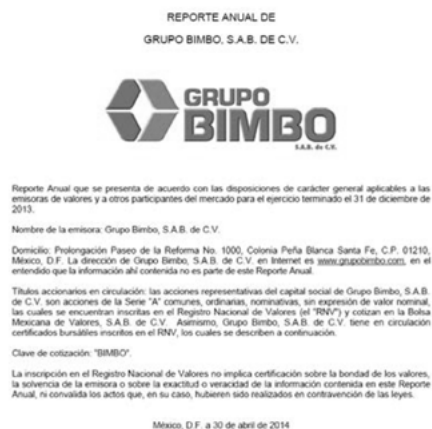 REPORTE ANUAL DE
GRUPO BIMBO, S.A.B. DE C.V.
GRUPO
BIMBO
S.A.B. de C.V.
Reporte Anual que se presenta de acuerdo con las disposiciones de carácter general aplicables a las
emisoras de valores y a otros participantes del mercado para el ejercicio terminado el 31 de diciembre de
2013.
Nombre de la emisora: Grupo Bimbo, S.A.B. de C.V.
Domicilio: Prolongación Paseo de la Reforma No. 1000, Colonia Peña Blanca Santa Fe, C.P. 01210,
México, D.F. La dirección de Grupo Bimbo, S.A.B. de C.V. en Internet es www.grupobimbo.com, en el
entendido que la información ahí contenida no es parte de este Reporte Anual.
Títulos accionarios en circulación: las acciones representativas del capital social de Grupo Bimbo, S.A.B.
de C.V. son acciones de la Serie "A" comunes, ordinarias, nominativas, sin expresión de valor nominal,
las cuales se encuentran inscritas en el Registro Nacional de Valores (el "RNV") y cotizan en la Bolsa
Mexicana de Valores, S.A.B. de C.V. Asimismo, Grupo Bimbo, S.A.B. de C.V. tiene en circulación
certificados bursátiles inscritos en el RNV, los cuales se describen a continuación.
Clave de cotización: "BIMBO".
La inscripción en el Registro Nacional de Valores no implica certificación sobre la bondad de los valores,
la solvencia de la emisora o sobre la exactitud o veracidad de la información contenida en este Reporte
Anual, ni convalida los actos que, en su caso, hubieren sido realizados en contravención de las leyes.
México, D.F. a 30 de abril de 2014